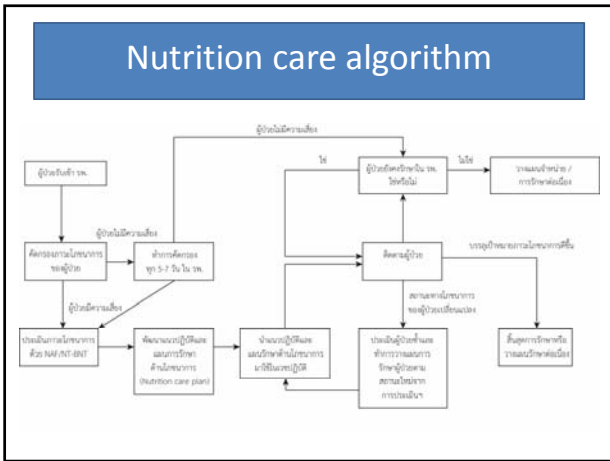 Nutrition care algorithm
ผู้ป่วยไม่มีความเสี่ยง
ผู้ป่วยรับเข้า รพ.
ใช่
ผู้ป่วยยังคงรักษาใน รพ.
ใช่หรือไม่
ไม่ใช่
วางแผนจำหน่าย /
การรักษาต่อเนื่อง
ผู้ป่วยไม่มีความเสี่ยง
คัดกรองภาวะโภชนาการ
ของผู้ป่วย
ทำการคัดกรอง
ทุก 5-7 วัน ใน รพ.
ติดตามผู้ป่วย
บรรลุเป้าหมายภาวะโภชนาการดีขึ้น
ผู้ป่วยมีความเสี่ยง
สถานะทางโภชนาการ
ของผู้ป่วยเปลี่ยนแปลง
ประเมินภาวะโภชนาการ
ด้วย NAF/NT-BNT
พัฒนาแนวปฏิบัติและ
แผนการรักษา
ด้านโภชนาการ
(Nutrition care plan)
นำแนวปฏิบัติและ
แผนรักษาด้านโภชนาการ
มาใช้ในเวชปฏิบัติ
ประเมินผู้ป่วยซ้ำและ
ทำการวางแผนการ
รักษาผู้ป่วยตาม
สถานะใหม่จาก
การประเมินฯ
สิ้นสุดการรักษาหรือ
วางแผนรักษาต่อเนื่อง